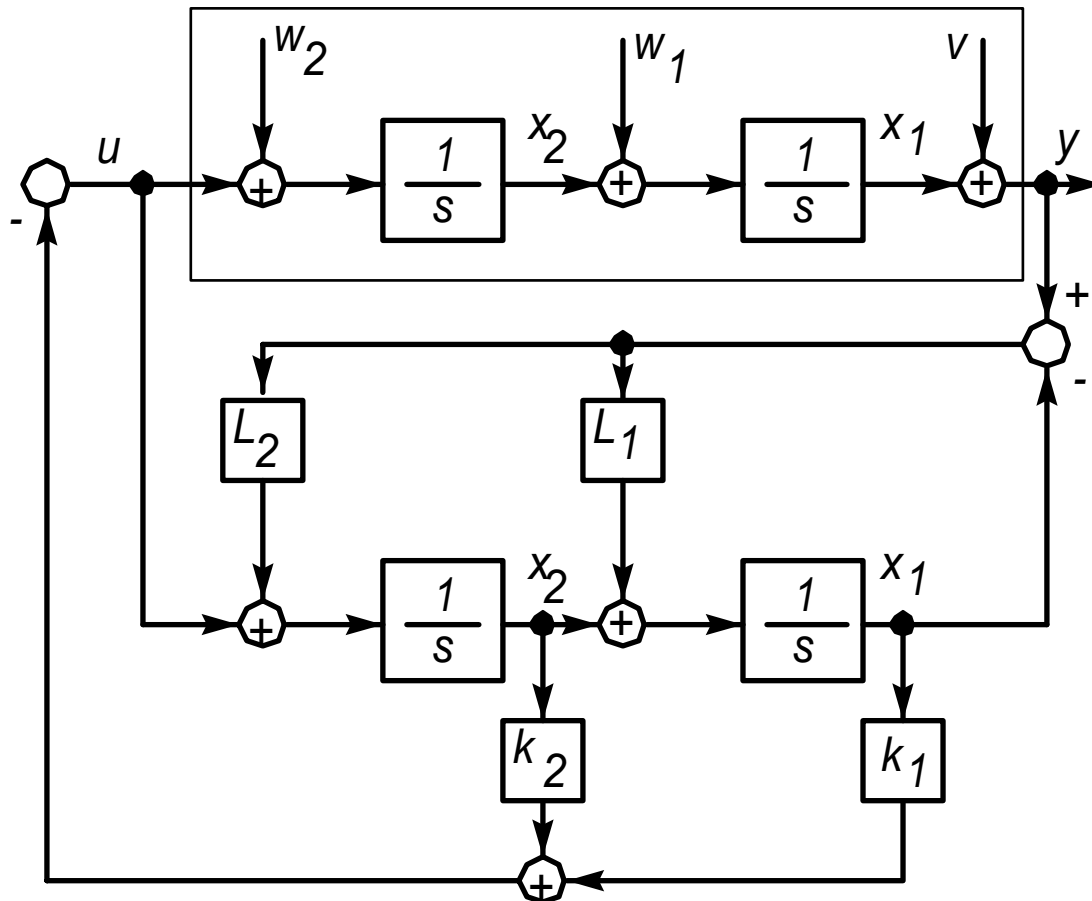 w2 w1 v
u + 1/s x2 + 1/s x1 + y
-
+
-
L2 L1
+ 1/s x2 + 1/s x1
k2 k1
+